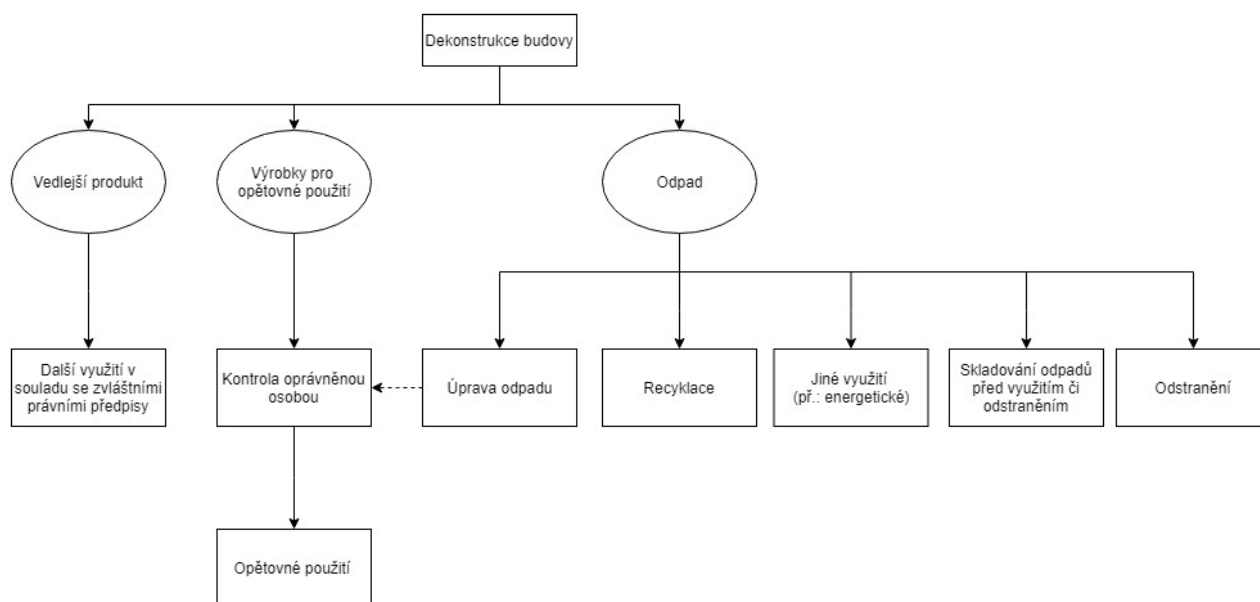 Dekonstrukce budovy
Vedlejší produkt
Výrobky pro
opětovné použití
Odpad
Další využití v
souladu se zvláštními
právními předpisy
Kontrola oprávněnou
osobou
Úprava odpadu
Recyklace
Jiné využití
(př.: energetické)
Skladování odpadů
před využitím či
odstraněním
Odstranění
Opětovné použití